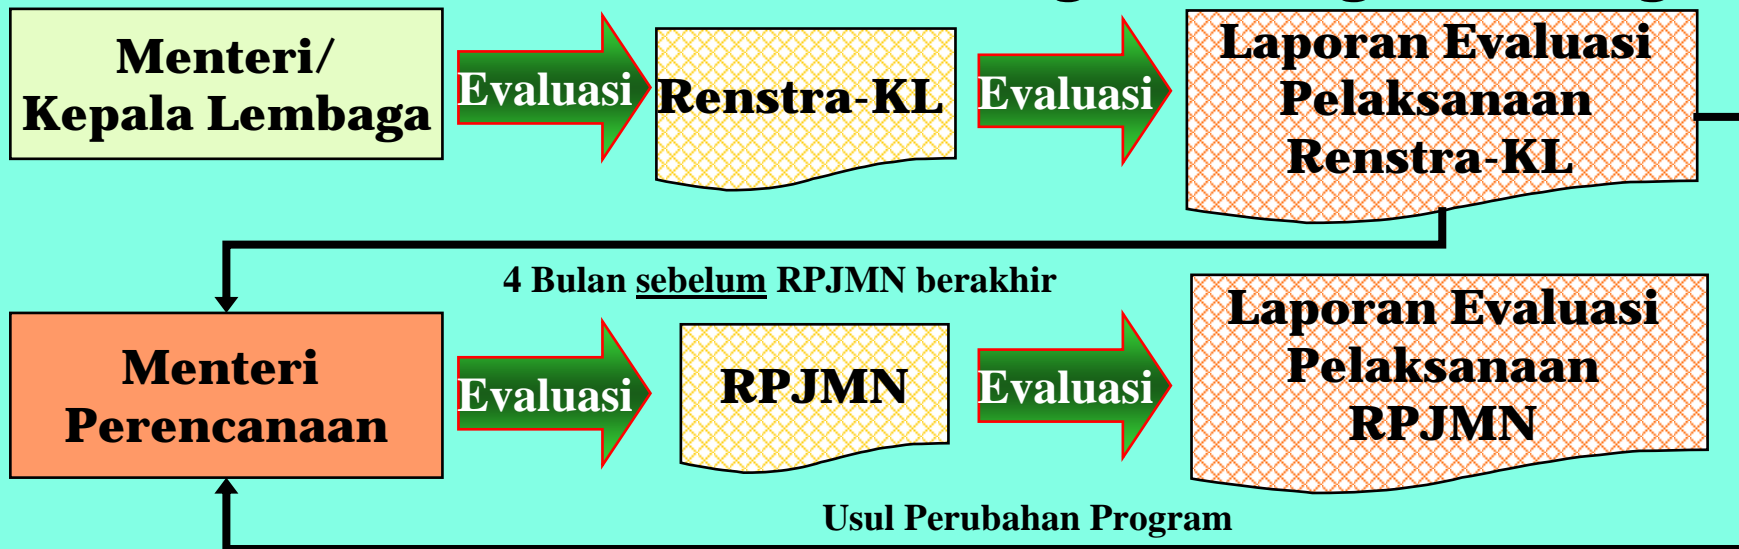 Menteri/
Kepala Lembaga
Evaluasi
Renstra-KL
Evaluasi
Laporan Evaluasi
Pelaksanaan
Renstra-KL
4 Bulan sebelum RPJMN berakhir
Menteri
Perencanaan
Evaluasi
RPJMN
Evaluasi
Laporan Evaluasi
Pelaksanaan
RPJMN
Usul Perubahan Program